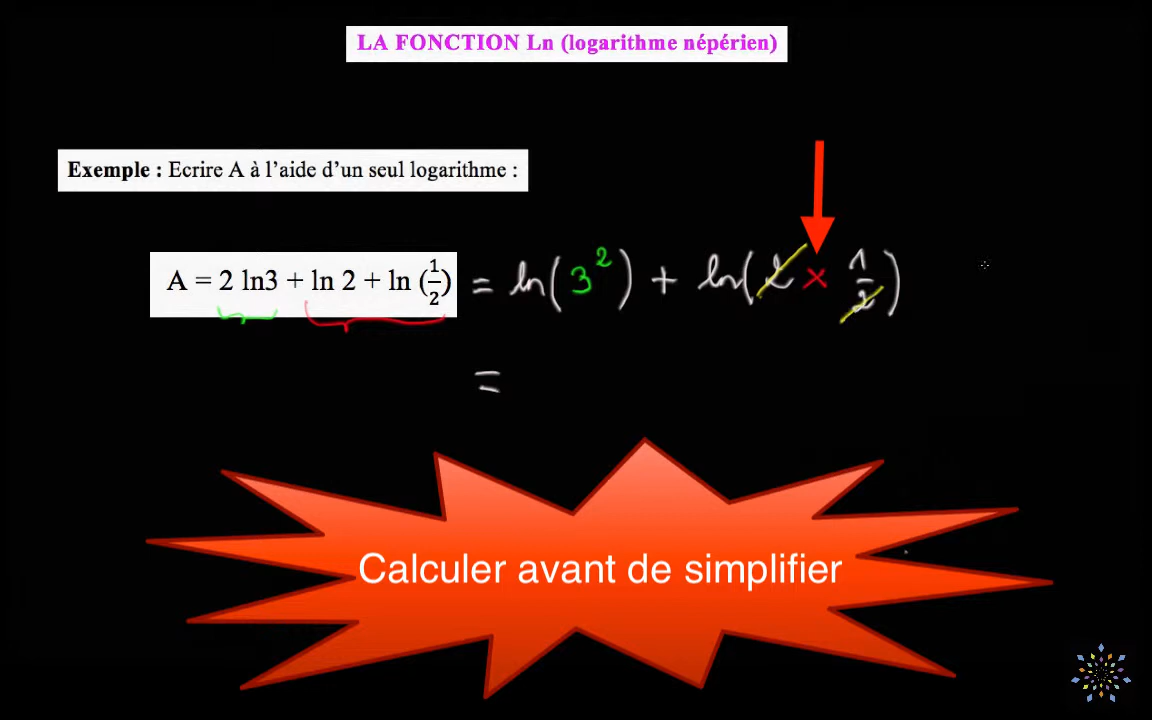 LA FONCTION Ln (logarithme népérien)
Exemple : Ecrire A à l'aide d'un seul logarithme :
A = 2 ln3 + ln 2 + ln (1/2) = ln(3²) + ln(2 × 1/2)
=
Calculer avant de simplifier